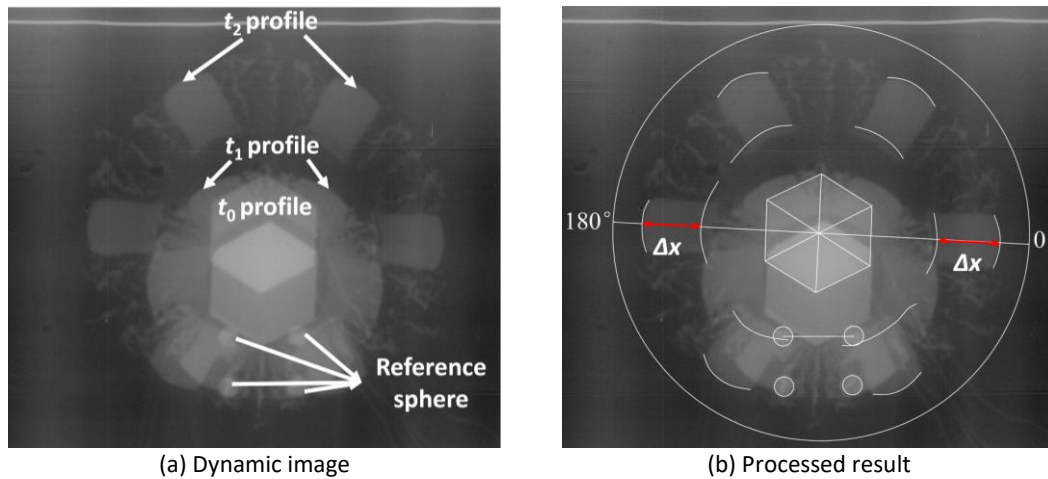 t₂ profile
t₁ profile
t₀ profile
Reference
sphere
180°
Δx
Δx
0
(a) Dynamic image
(b) Processed result